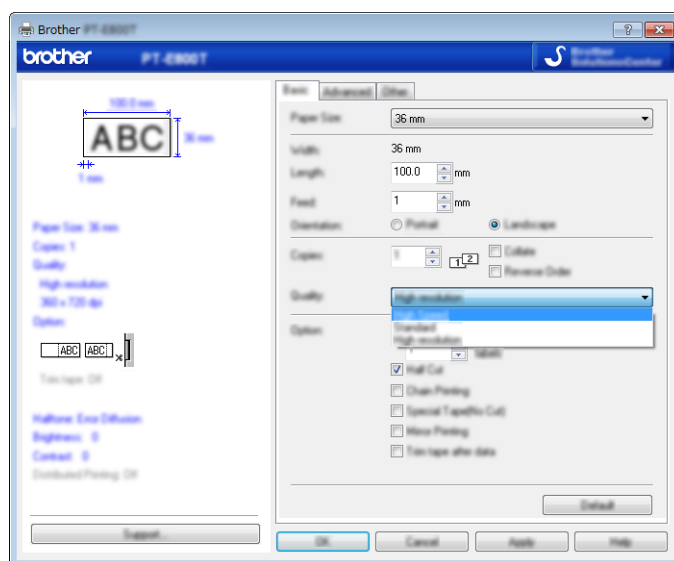 Brother PT-E800T
brother PT-E800T
Brother
SolutionsCenter
100.0 mm
ABC
36 mm
1 mm
Paper Size: 36 mm
Copies: 1
Quality:
High resolution
360 x 720 dpi
Option:
ABC ABC
Trim tape: Off
Halftone: Error Diffusion
Brightness: 0
Contrast: 0
Distributed Printing: Off
Support...
Basic Advanced Other
Paper Size: 36 mm
Width: 36 mm
Length: 100.0 mm
Feed: 1 mm
Orientation: Portrait Landscape
Copies: 1 1 2 Collate
Reverse Order
Quality: High resolution
High Speed
Standard
High resolution
Option:
labels
Half Cut
Chain Printing
Special Tape(No Cut)
Mirror Printing
Trim tape after data
Default
OK Cancel Apply Help